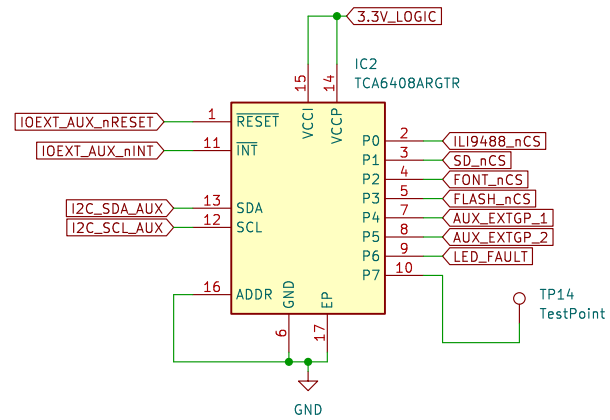 3.3V_LOGIC
IC2
TCA6408ARGTR
15
14
VCCI
VCCP
IOEXT_AUX_nRESET
1
RESET
IOEXT_AUX_nINT
11
INT
I2C_SDA_AUX
13
SDA
I2C_SCL_AUX
12
SCL
16
ADDR
P0
2
ILI9488_nCS
P1
3
SD_nCS
P2
4
FONT_nCS
P3
5
FLASH_nCS
P4
7
AUX_EXTGP_1
P5
8
AUX_EXTGP_2
P6
9
LED_FAULT
P7
10
GND
EP
6
17
TP14
TestPoint
GND